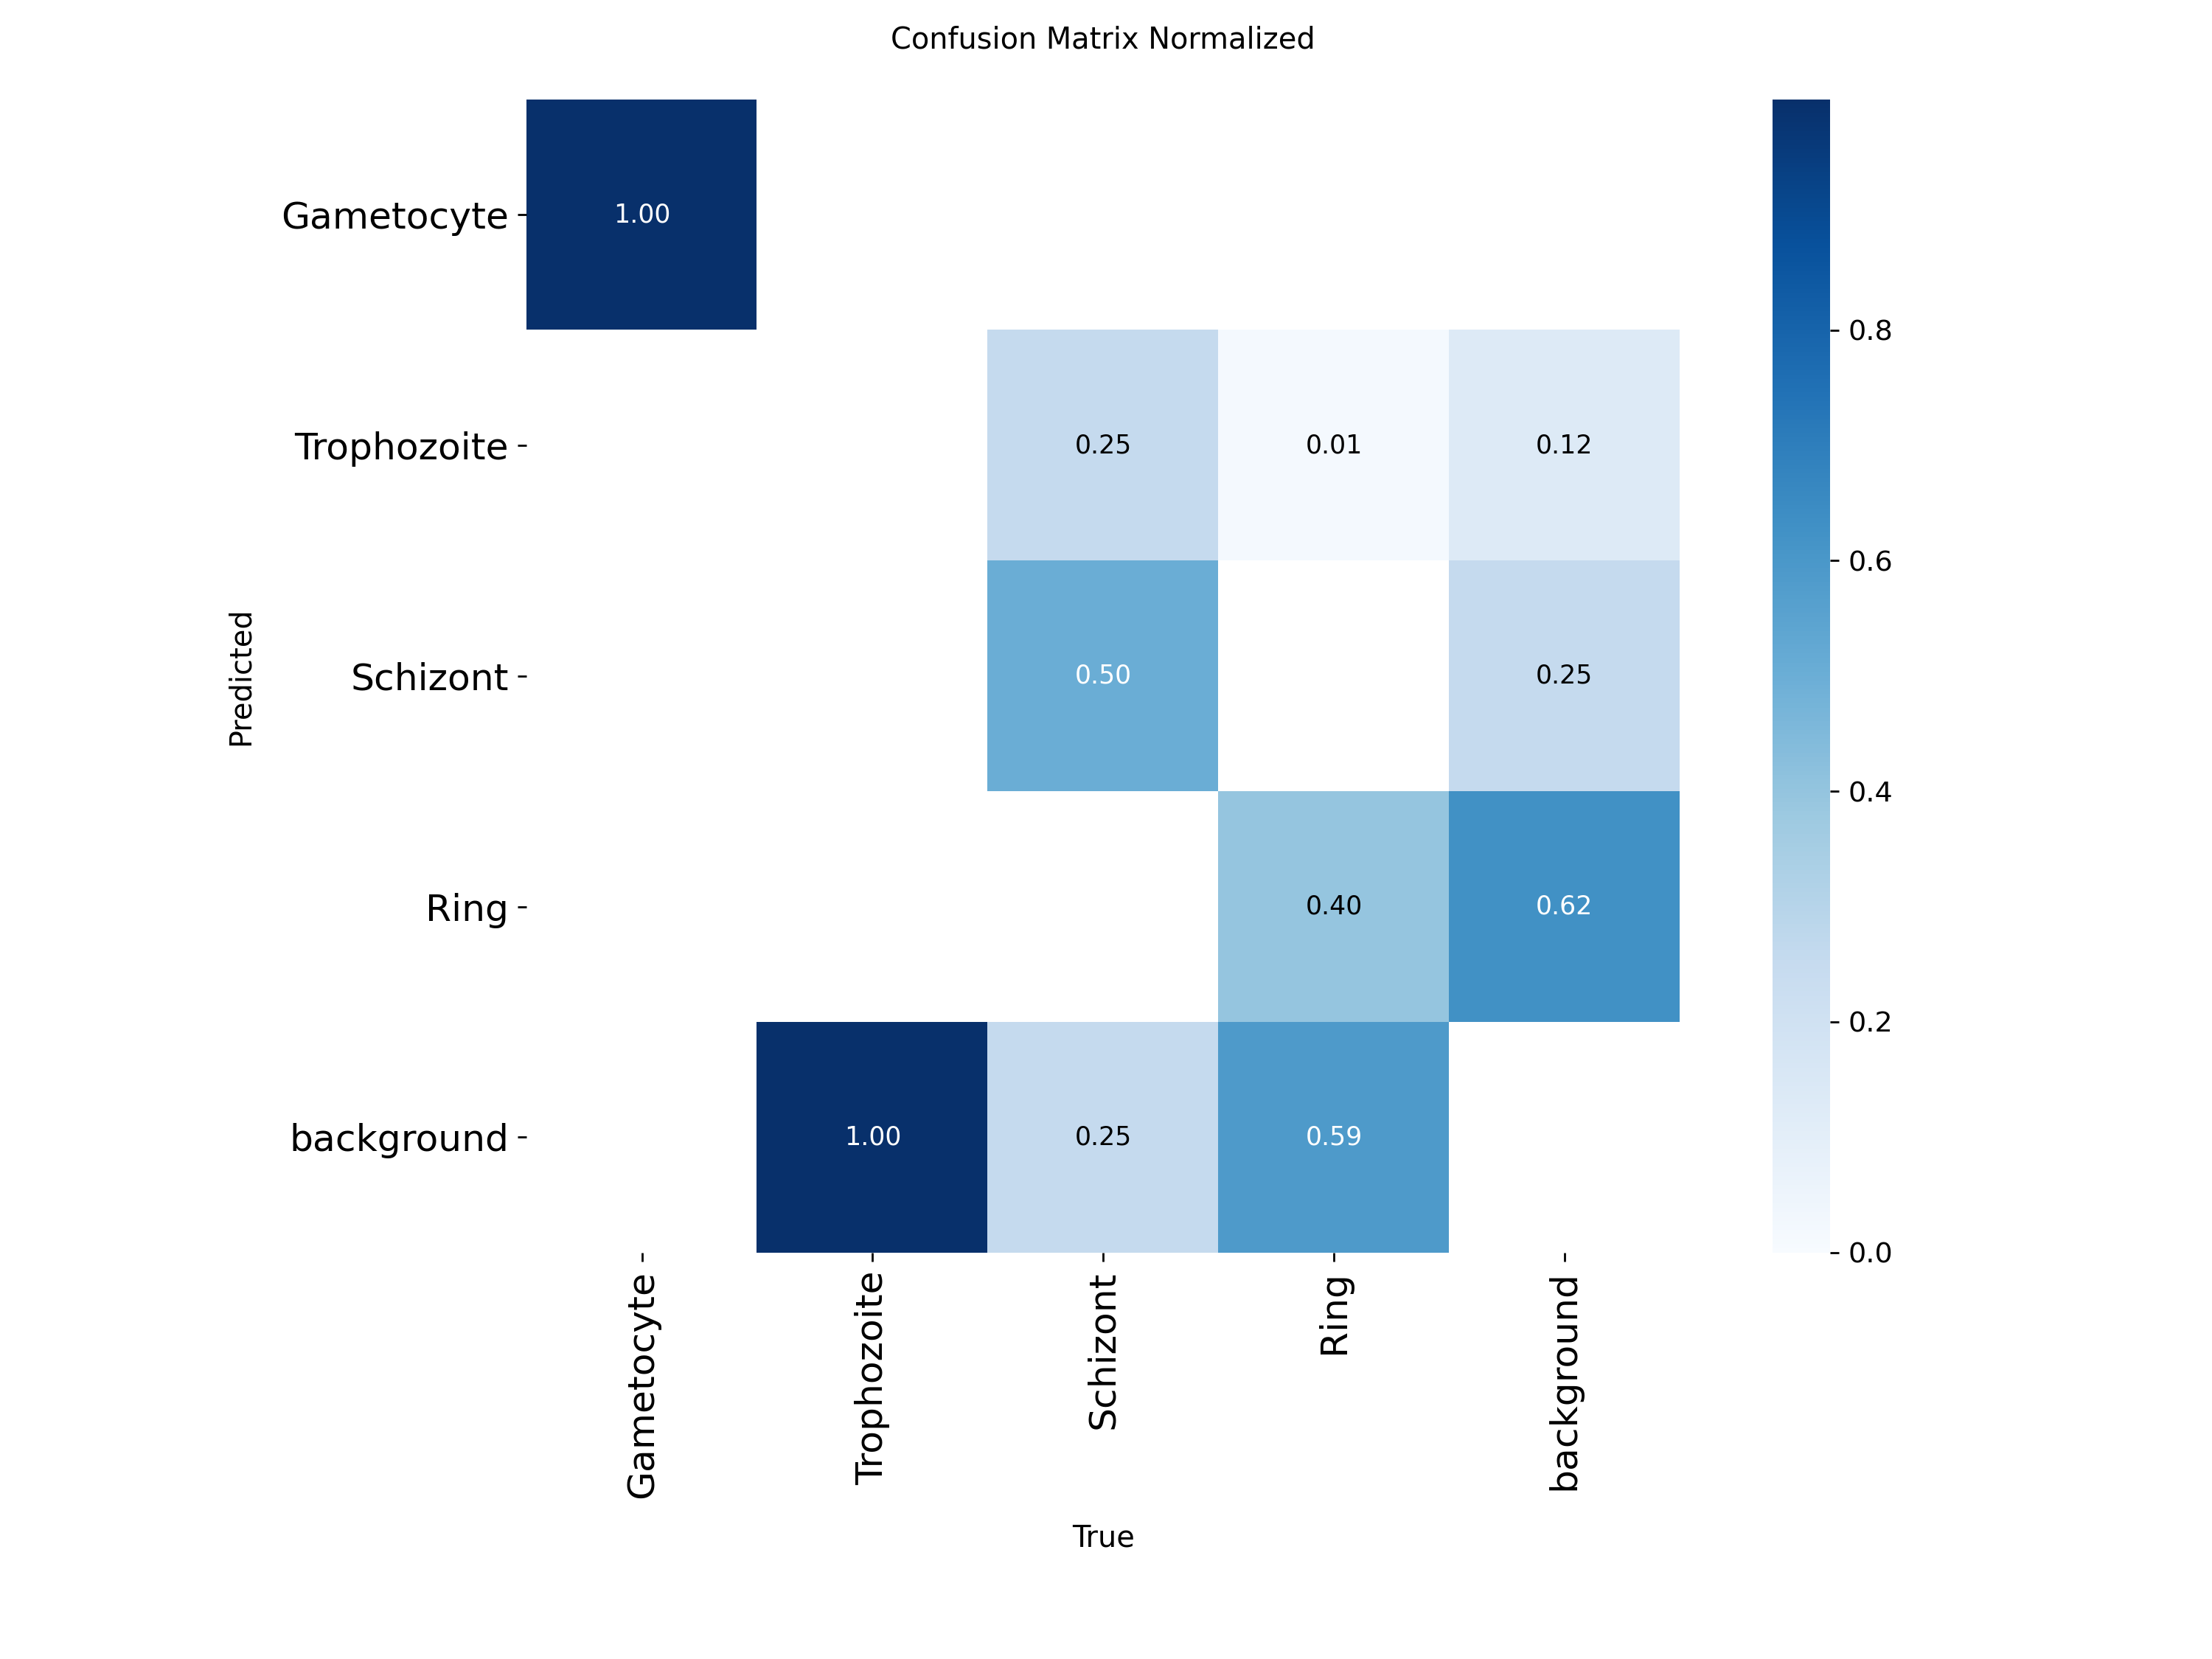 Confusion Matrix Normalized
Gametocyte
1.00
Trophozoite
0.25 0.01 0.12
0.8
Schizont
0.50 0.25
0.6
Ring
0.40 0.62
0.4
background
1.00 0.25 0.59
0.2
0.0
Predicted
Gametocyte
Trophozoite
Schizont
Ring
background
True